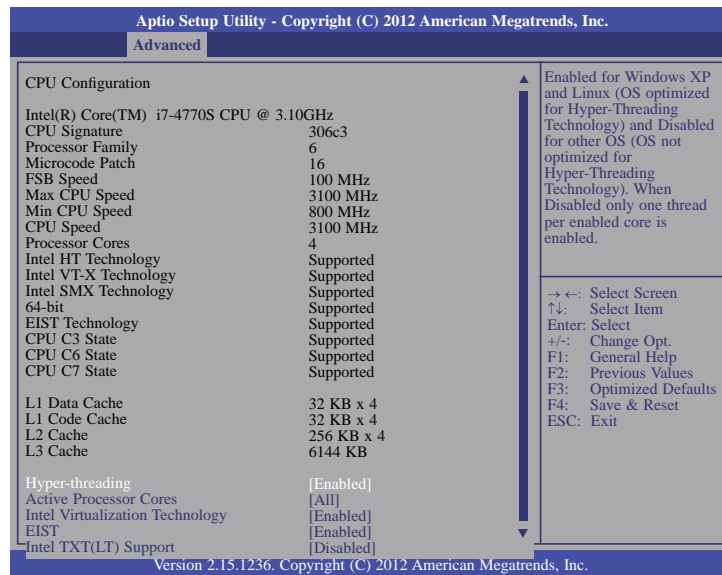 Aptio Setup Utility - Copyright (C) 2012 American Megatrends, Inc.
Advanced
CPU Configuration
Intel(R) Core(TM) i7-4770S CPU @ 3.10GHz
CPU Signature 306c3
Processor Family 6
Microcode Patch 16
FSB Speed 100 MHz
Max CPU Speed 3100 MHz
Min CPU Speed 800 MHz
CPU Speed 3100 MHz
Processor Cores 4
Intel HT Technology Supported
Intel VT-X Technology Supported
Intel SMX Technology Supported
64-bit Supported
EIST Technology Supported
CPU C3 State Supported
CPU C6 State Supported
CPU C7 State Supported
L1 Data Cache 32 KB x 4
L1 Code Cache 32 KB x 4
L2 Cache 256 KB x 4
L3 Cache 6144 KB
Hyper-threading [Enabled]
Active Processor Cores [All]
Intel Virtualization Technology [Enabled]
EIST [Enabled]
Intel TXT(LT) Support [Disabled]
Enabled for Windows XP
and Linux (OS optimized
for Hyper-Threading
Technology) and Disabled
for other OS (OS not
optimized for
Hyper-Threading
Technology). When
Disabled only one thread
per enabled core is
enabled.
→ ←: Select Screen
↑↓: Select Item
Enter: Select
+/-: Change Opt.
F1: General Help
F2: Previous Values
F3: Optimized Defaults
F4: Save & Reset
ESC: Exit
Version 2.15.1236. Copyright (C) 2012 American Megatrends, Inc.